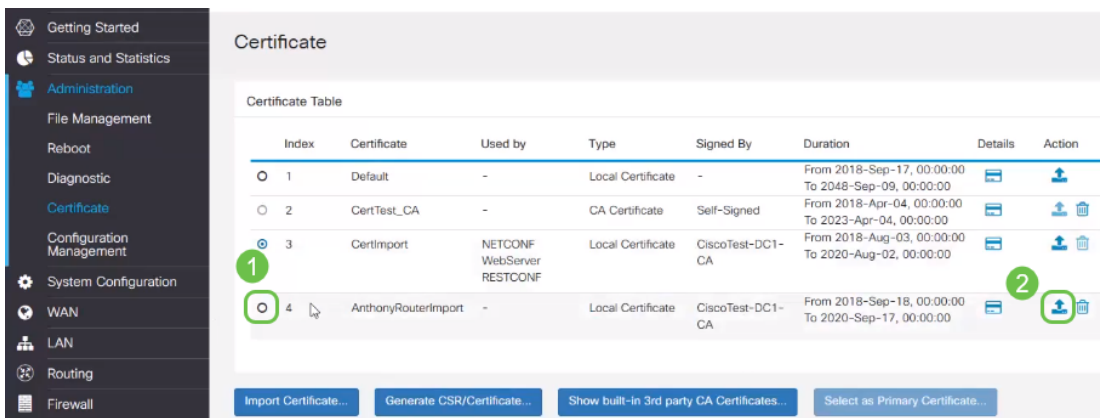 Getting Started
Status and Statistics
Administration
File Management
Reboot
Diagnostic
Certificate
Configuration
Management
System Configuration
WAN
LAN
Routing
Firewall
Certificate
Certificate Table
Index Certificate Used by Type Signed By Duration Details Action
1 Default - Local Certificate - From 2018-Sep-17, 00:00:00
To 2048-Sep-09, 00:00:00
2 CertTest_CA - CA Certificate Self-Signed From 2018-Apr-04, 00:00:00
To 2023-Apr-04, 00:00:00
3 CertImport NETCONF Local Certificate CiscoTest-DC1- From 2018-Aug-03, 00:00:00
WebServer CA To 2020-Aug-02, 00:00:00
RESTCONF
1
2
4 AnthonyRouterImport - Local Certificate CiscoTest-DC1- From 2018-Sep-18, 00:00:00
CA To 2020-Sep-17, 00:00:00
Import Certificate... Generate CSR/Certificate... Show built-in 3rd party CA Certificates... Select as Primary Certificate...